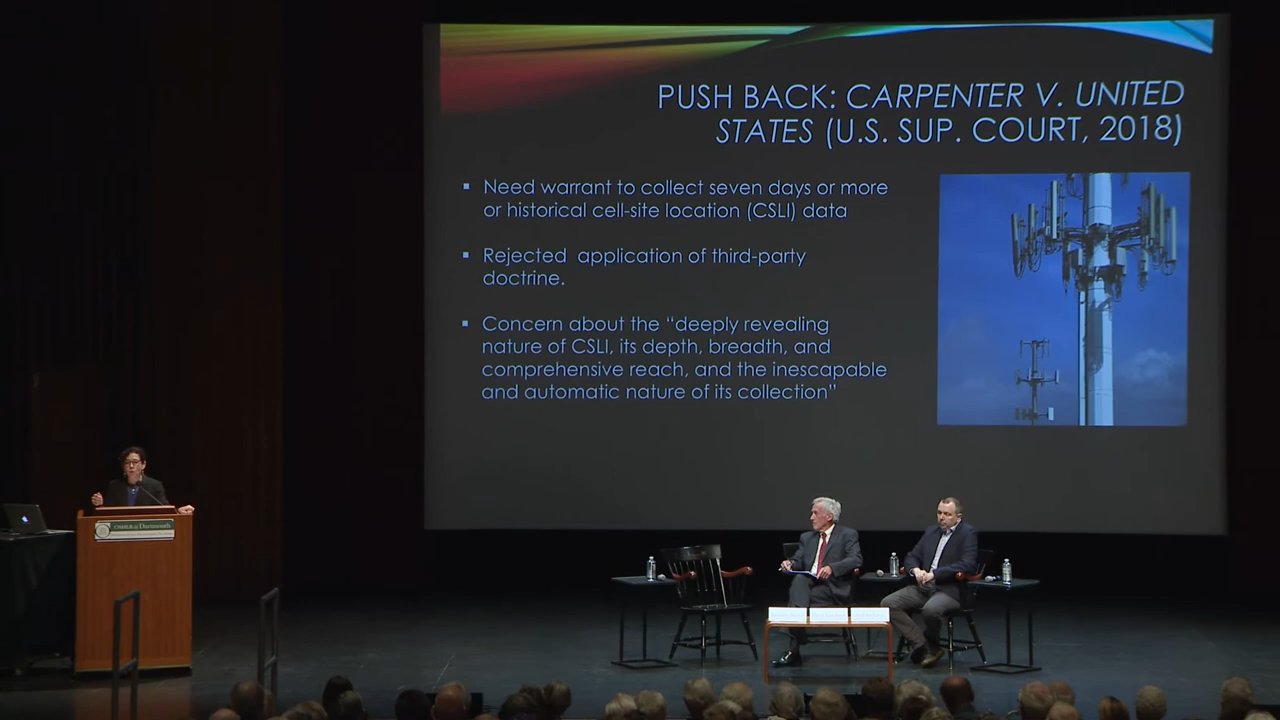 PUSH BACK: CARPENTER V. UNITED
STATES (U.S. SUP. COURT, 2018)
▪ Need warrant to collect seven days or more
or historical cell-site location (CSLI) data
▪ Rejected application of third-party
doctrine.
▪ Concern about the “deeply revealing
nature of CSLI, its depth, breadth, and
comprehensive reach, and the inescapable
and automatic nature of its collection”
OSHER@Dartmouth